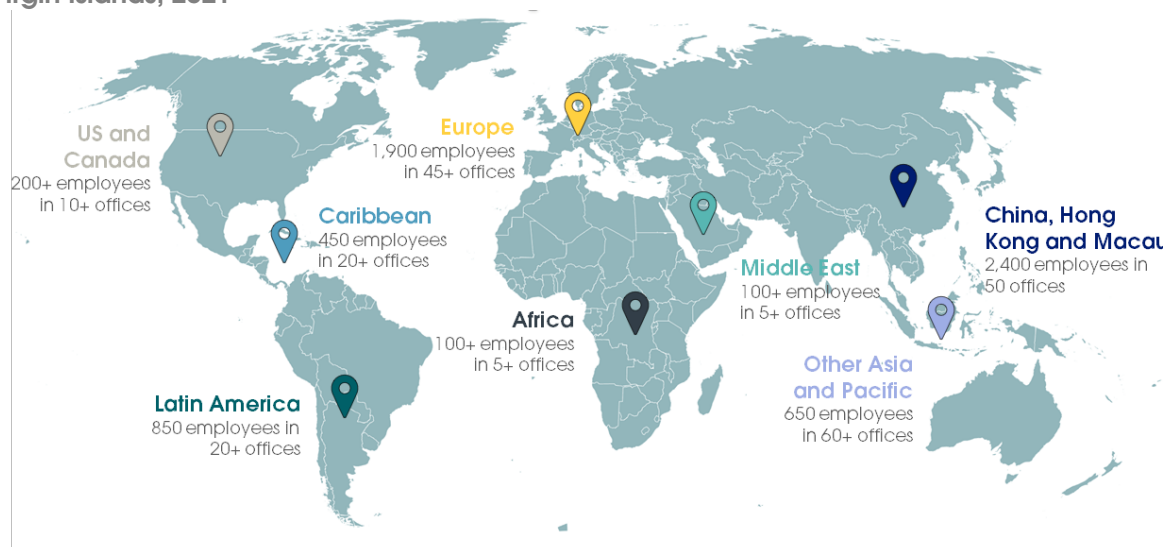 Islands, 2021
US and
Canada
200+ employees
in 10+ offices
Europe
1,900 employees
in 45+ offices
Caribbean
450 employees
in 20+ offices
China, Hong
Kong and Macau
2,400 employees in
50 offices
Middle East
100+ employees
in 5+ offices
Africa
100+ employees
in 5+ offices
Other Asia
and Pacific
650 employees
in 60+ offices
Latin America
850 employees in
20+ offices